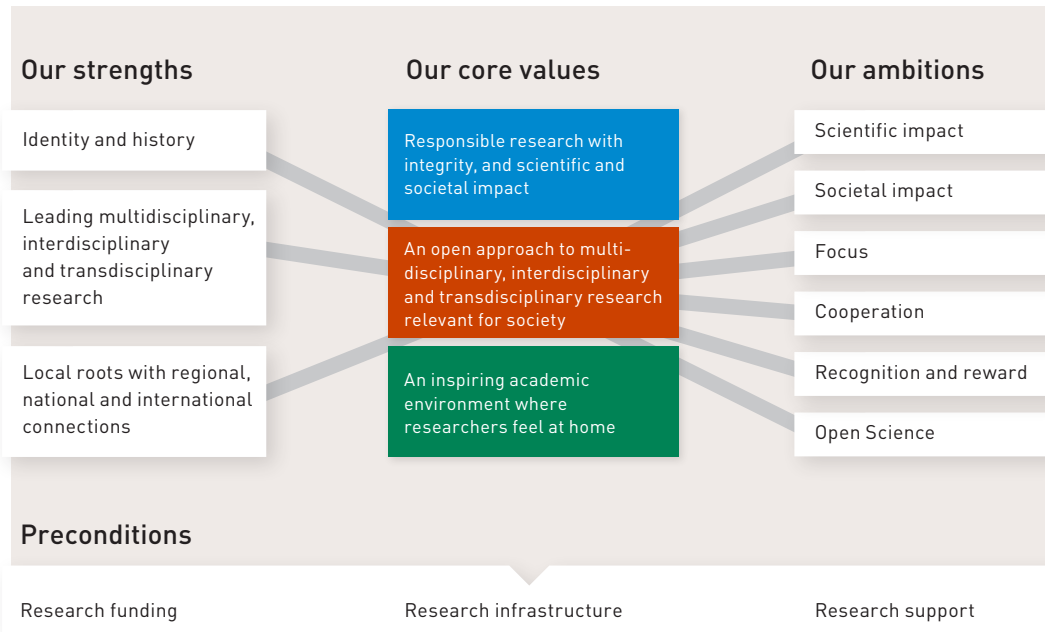 Our strengths
Identity and history
Leading multidisciplinary,
interdisciplinary
and transdisciplinary
research
Local roots with regional,
national and international
connections
Our core values
Responsible research with
integrity, and scientific and
societal impact
An open approach to multi-
disciplinary, interdisciplinary
and transdisciplinary research
relevant for society
An inspiring academic
environment where
researchers feel at home
Our ambitions
Scientific impact
Societal impact
Focus
Cooperation
Recognition and reward
Open Science
Preconditions
Research funding
Research infrastructure
Research support